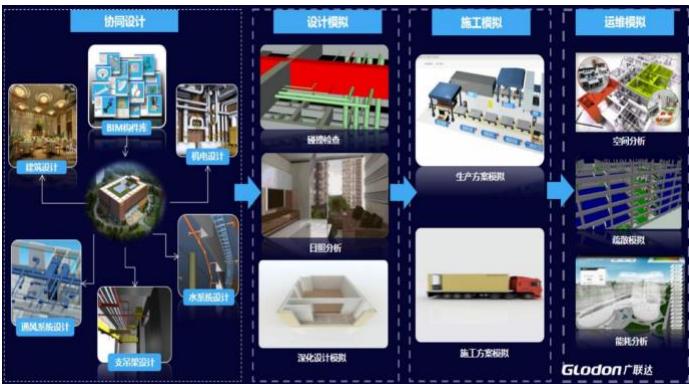 协同设计
BIM构件库
建筑设计
机电设计
通风系统设计
水系统设计
支吊架设计
设计模拟
碰撞检查
日照分析
深化设计模拟
施工模拟
生产方案模拟
施工方案模拟
运维模拟
空间分析
疏散模拟
能耗分析
GLodon广联达